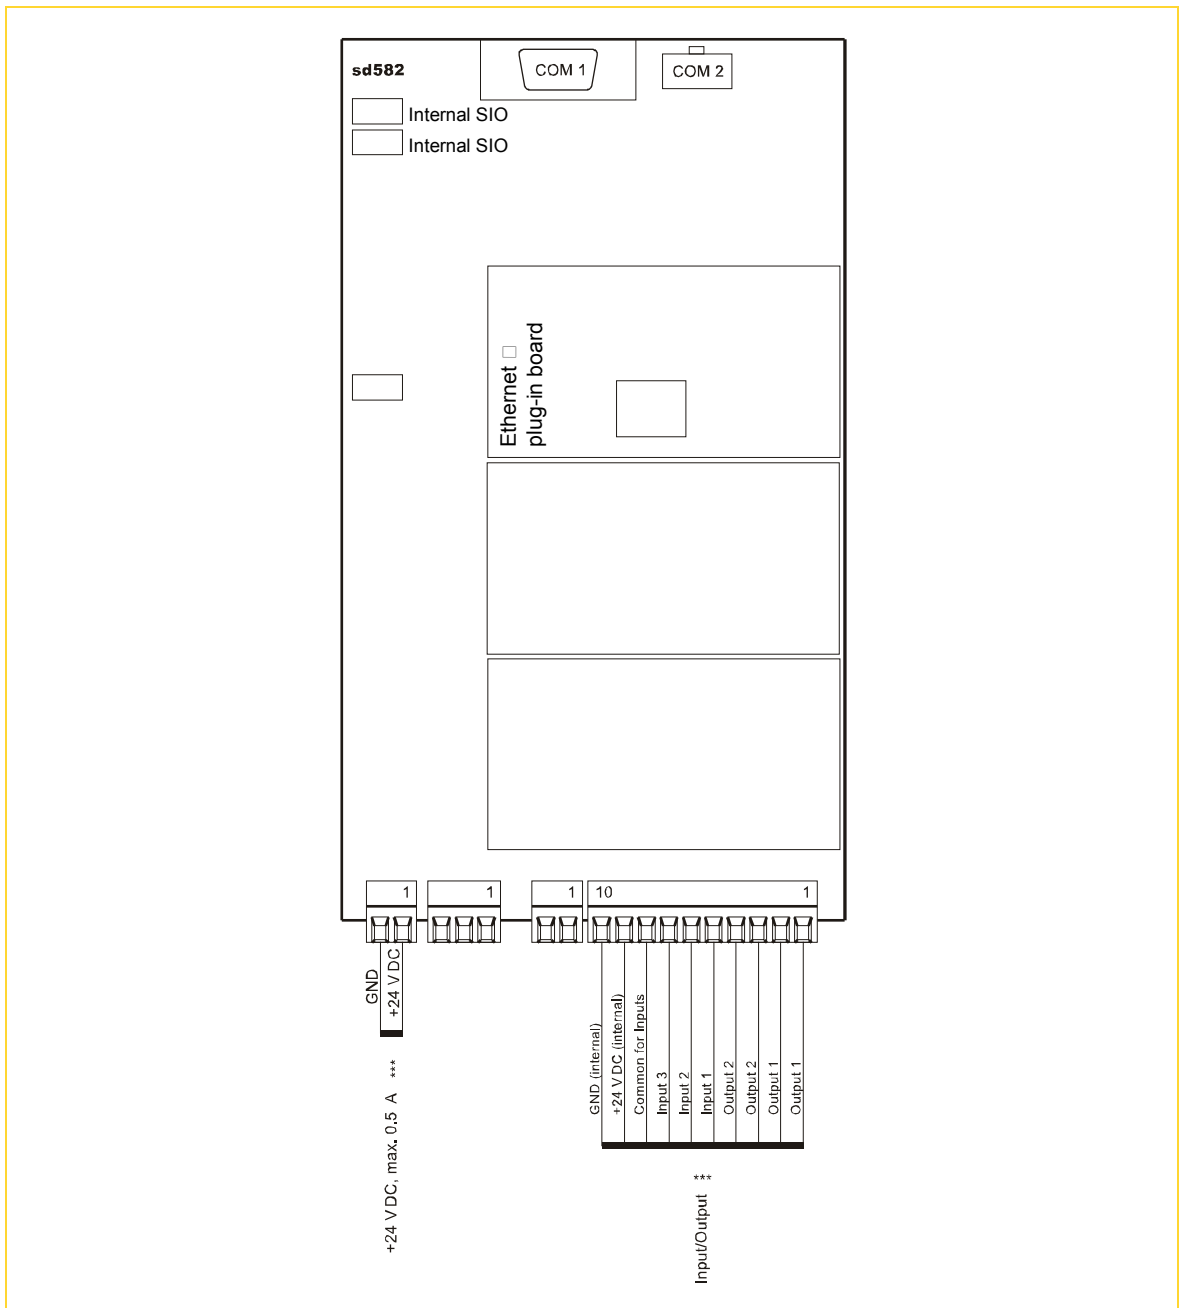 sd582
COM 1
COM 2
Internal SIO
Internal SIO
Ethernet
plug-in board
1
1
1
10
1
GND
+24 V DC
+24 V DC, max. 0.5 A ***
GND (internal)
+24 V DC (internal)
Common for Inputs
Input 3
Input 2
Input 1
Output 2
Output 2
Output 1
Output 1
Input/Output ***